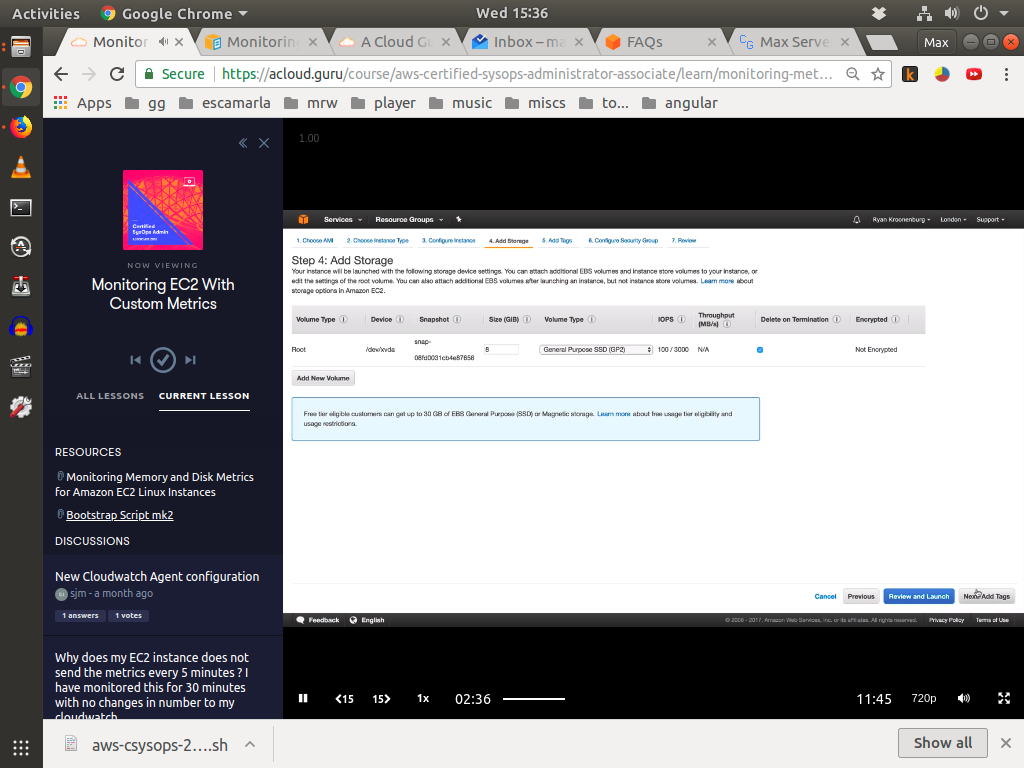 Activities
Google Chrome
Wed 15:36
Monitor
Monitorin
A Cloud G
Inbox – ma
FAQs
Max Serve
Max
Secure
https://acloud.guru/course/aws-certified-sysops-administrator-associate/learn/monitoring-met...
Apps
gg
escamarla
mrw
player
music
miscs
to...
angular
Certified
SysOps Admin
NOW VIEWING
Monitoring EC2 With
Custom Metrics
ALL LESSONS
CURRENT LESSON
RESOURCES
Monitoring Memory and Disk Metrics
for Amazon EC2 Linux Instances
Bootstrap Script mk2
DISCUSSIONS
New Cloudwatch Agent configuration
sjm - a month ago
1 answers
1 votes
Why does my EC2 instance does not
send the metrics every 5 minutes ? I
have monitored this for 30 minutes
with no changes in number to my
cloudwatch
1.00
Services
Resource Groups
Ryan Kroonenburg
London
Support
1. Choose AMI
2. Choose Instance Type
3. Configure Instance
4. Add Storage
5. Add Tags
6. Configure Security Group
7. Review
Step 4: Add Storage
Your instance will be launched with the following storage device settings. You can attach additional EBS volumes and instance store volumes to your instance, or
edit the settings of the root volume. You can also attach additional EBS volumes after launching an instance, but not instance store volumes. Learn more about
storage options in Amazon EC2.
Volume Type
Device
Snapshot
Size (GiB)
Volume Type
IOPS
Throughput
(MB/s)
Delete on Termination
Encrypted
Root
/dev/xvda
snap-
08fd0031cb4e87656
8
General Purpose SSD (GP2)
100 / 3000
N/A
Not Encrypted
Add New Volume
Free tier eligible customers can get up to 30 GB of EBS General Purpose (SSD) or Magnetic storage. Learn more about free usage tier eligibility and
usage restrictions.
Cancel
Previous
Review and Launch
Next: Add Tags
Feedback
English
© 2008 - 2017, Amazon Web Services, Inc. or its affiliates. All rights reserved.
Privacy Policy
Terms of Use
15
15
1x
02:36
11:45
720p
aws-csysops-2....sh
Show all